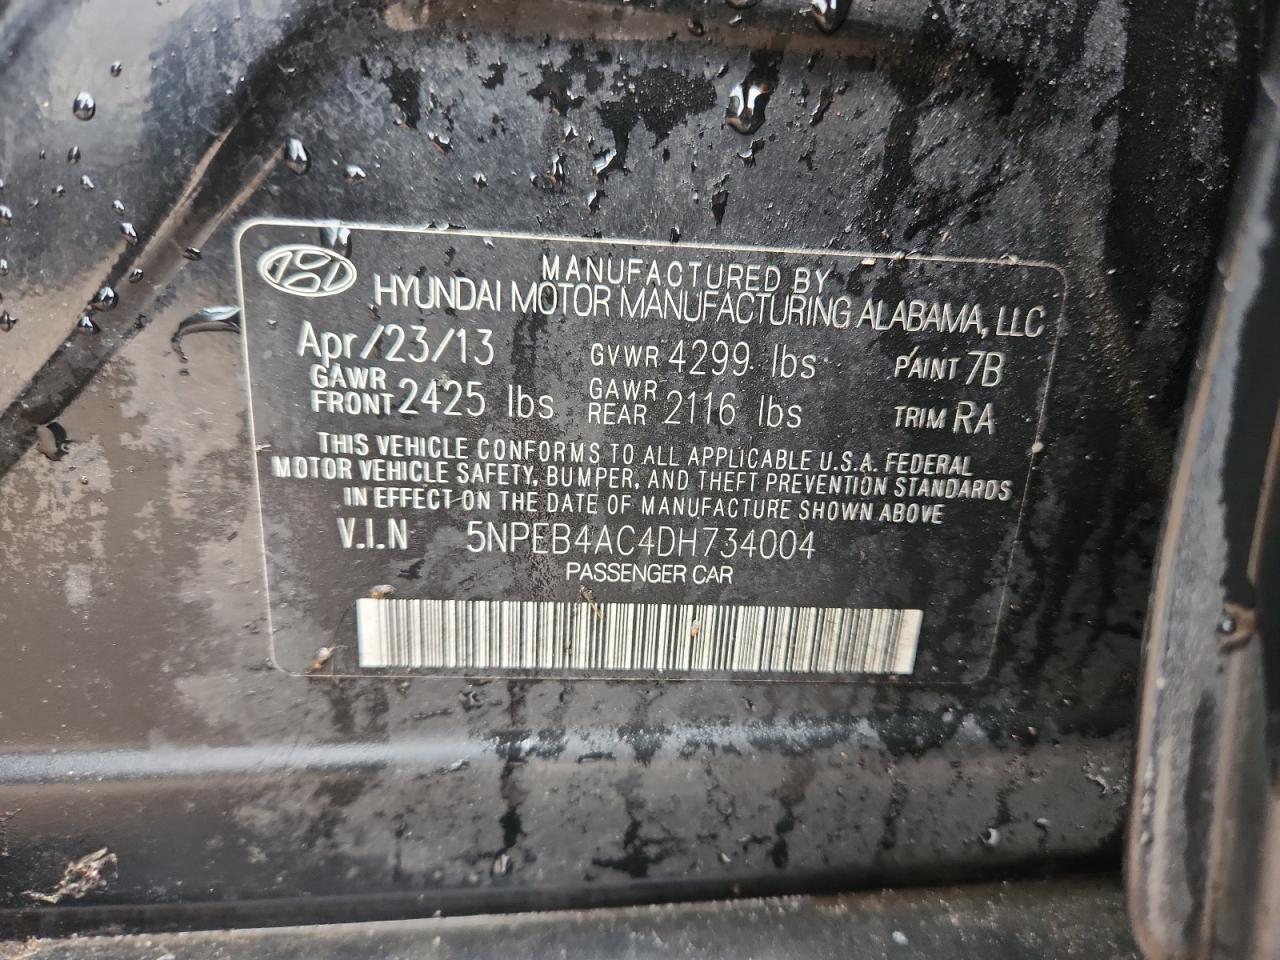 MANUFACTURED BY
HYUNDAI MOTOR MANUFACTURING ALABAMA, LLC
Apr/23/13 GVWR 4299 lbs PAINT 7B
GAWR FRONT 2425 lbs GAWR REAR 2116 lbs TRIM RA
THIS VEHICLE CONFORMS TO ALL APPLICABLE U.S.A. FEDERAL
MOTOR VEHICLE SAFETY, BUMPER, AND THEFT PREVENTION STANDARDS
IN EFFECT ON THE DATE OF MANUFACTURE SHOWN ABOVE
V.I.N 5NPEB4AC4DH734004
PASSENGER CAR